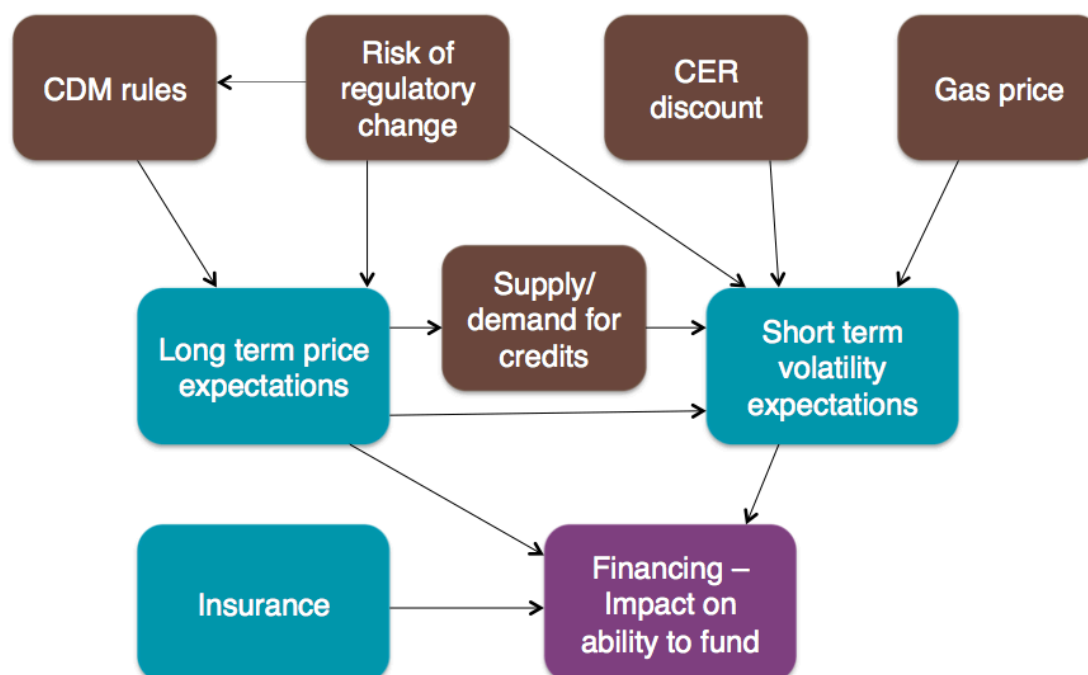 CDM rules
Risk of
regulatory
change
CER
discount
Gas price
Long term price
expectations
Supply/
demand for
credits
Short term
volatility
expectations
Insurance
Financing –
Impact on
ability to fund